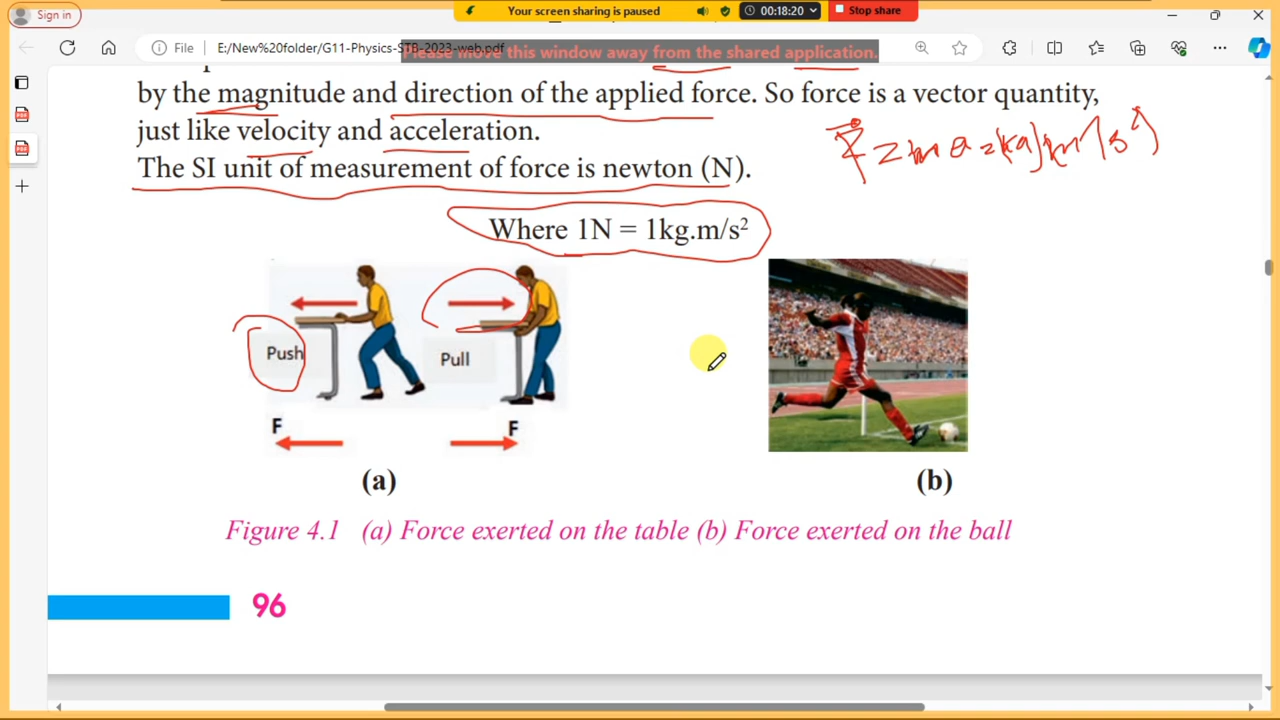 Sign in
Your screen sharing is paused
00:18:20
Stop share
File
E:/New%20folder/G11-Physics-STB-2023-web.pdf
Please move this window away from the shared application.
by the magnitude and direction of the applied force. So force is a vector quantity,
just like velocity and acceleration.
The SI unit of measurement of force is newton (N).
Where 1N = 1kg.m/s²
Push
Pull
F
F
(a)
(b)
Figure 4.1 (a) Force exerted on the table (b) Force exerted on the ball
96